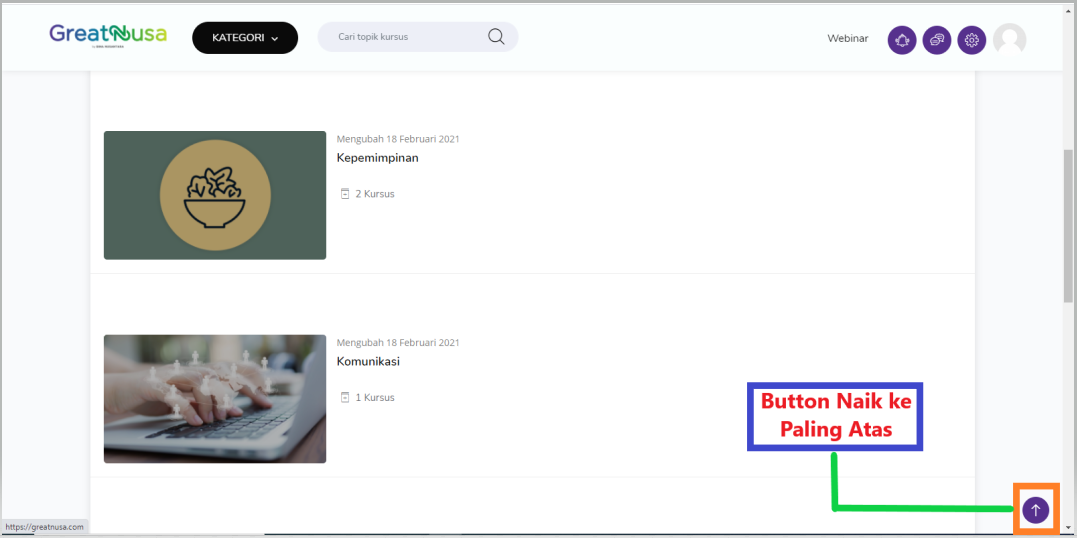 GreatNusa
KATEGORI
Cari topik kursus
Webinar
Mengubah 18 Februari 2021
Kepemimpinan
2 Kursus
Mengubah 18 Februari 2021
Komunikasi
1 Kursus
Button Naik ke
Paling Atas
https://greatnusa.com